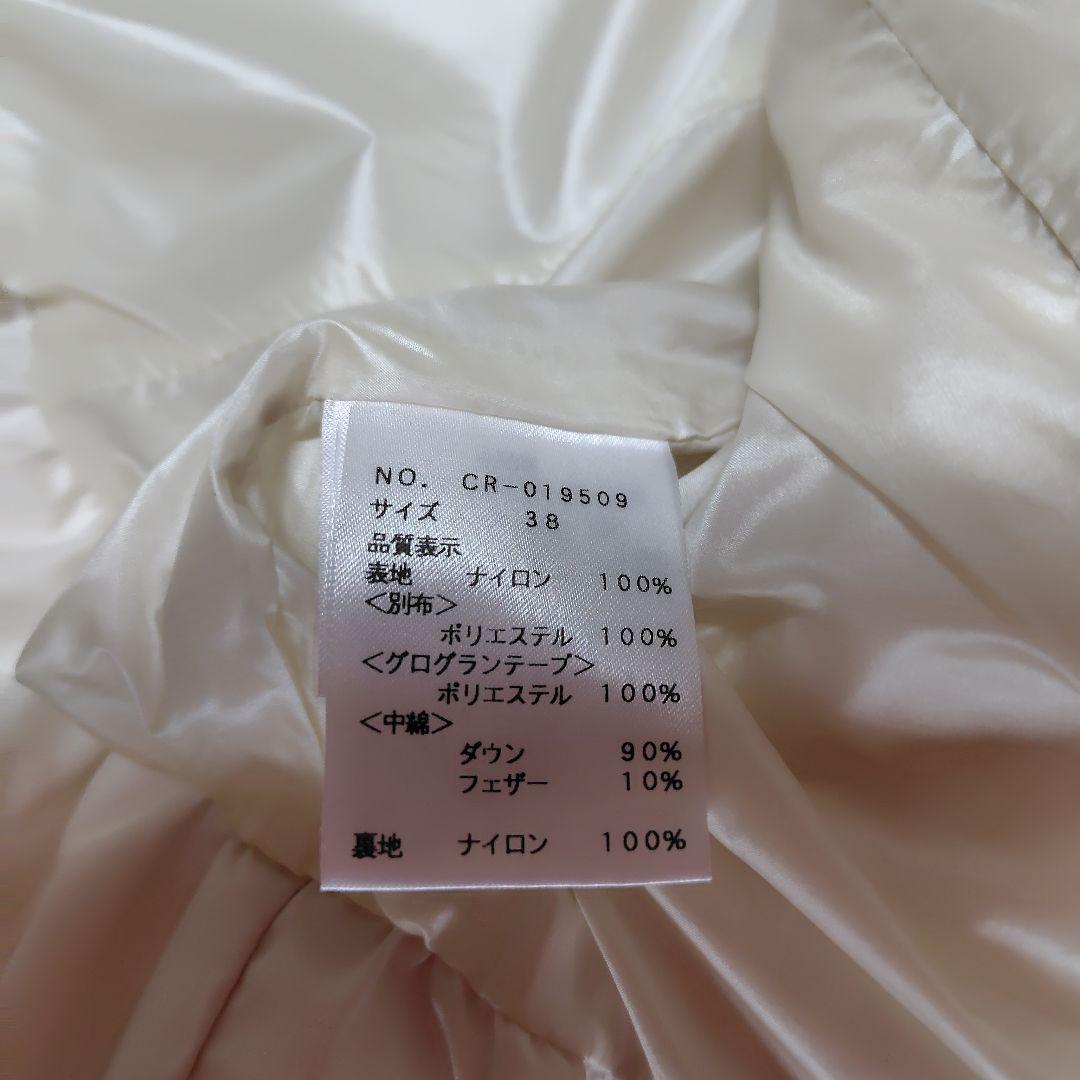 NO. CR-019509
サイズ 38
品質表示
表地 ナイロン 100%
<別布>
ポリエステル 100%
<グログランテープ>
ポリエステル 100%
<中綿>
ダウン 90%
フェザー 10%
裏地 ナイロン 100%